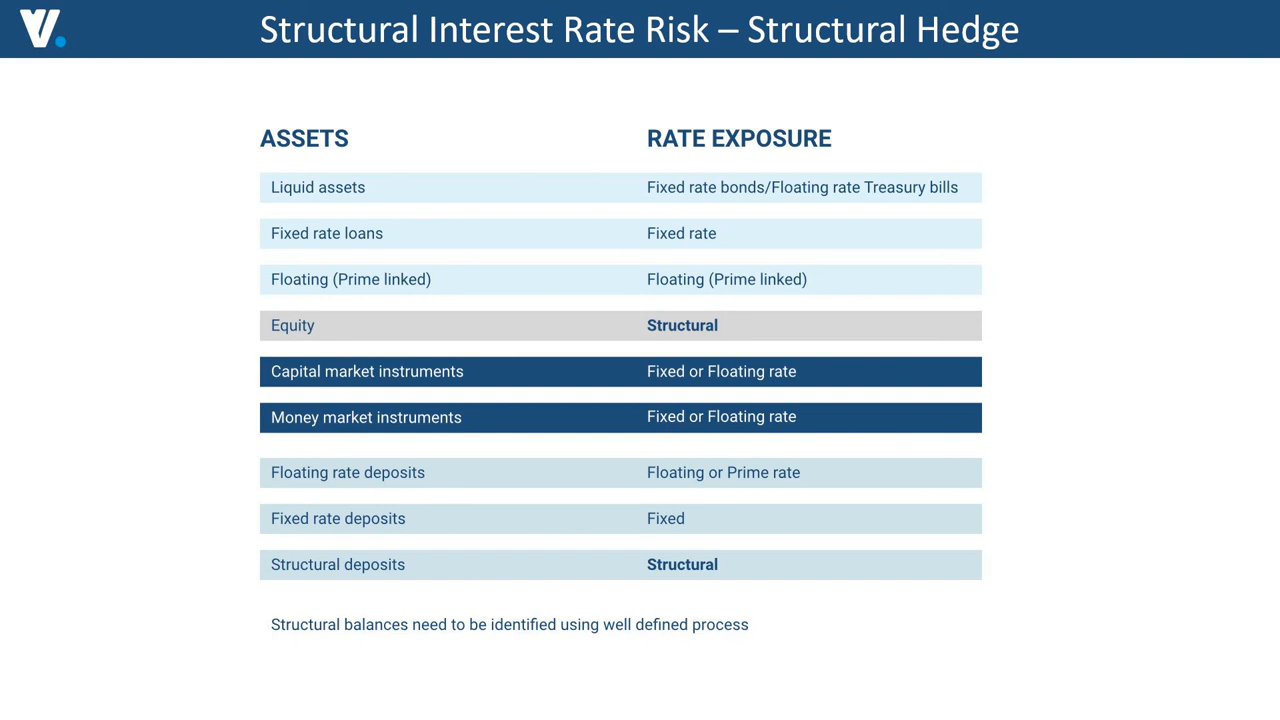 V.
Structural Interest Rate Risk – Structural Hedge
ASSETS RATE EXPOSURE
Liquid assets Fixed rate bonds/Floating rate Treasury bills
Fixed rate loans Fixed rate
Floating (Prime linked) Floating (Prime linked)
Equity Structural
Capital market instruments Fixed or Floating rate
Money market instruments Fixed or Floating rate
Floating rate deposits Floating or Prime rate
Fixed rate deposits Fixed
Structural deposits Structural
Structural balances need to be identified using well defined process